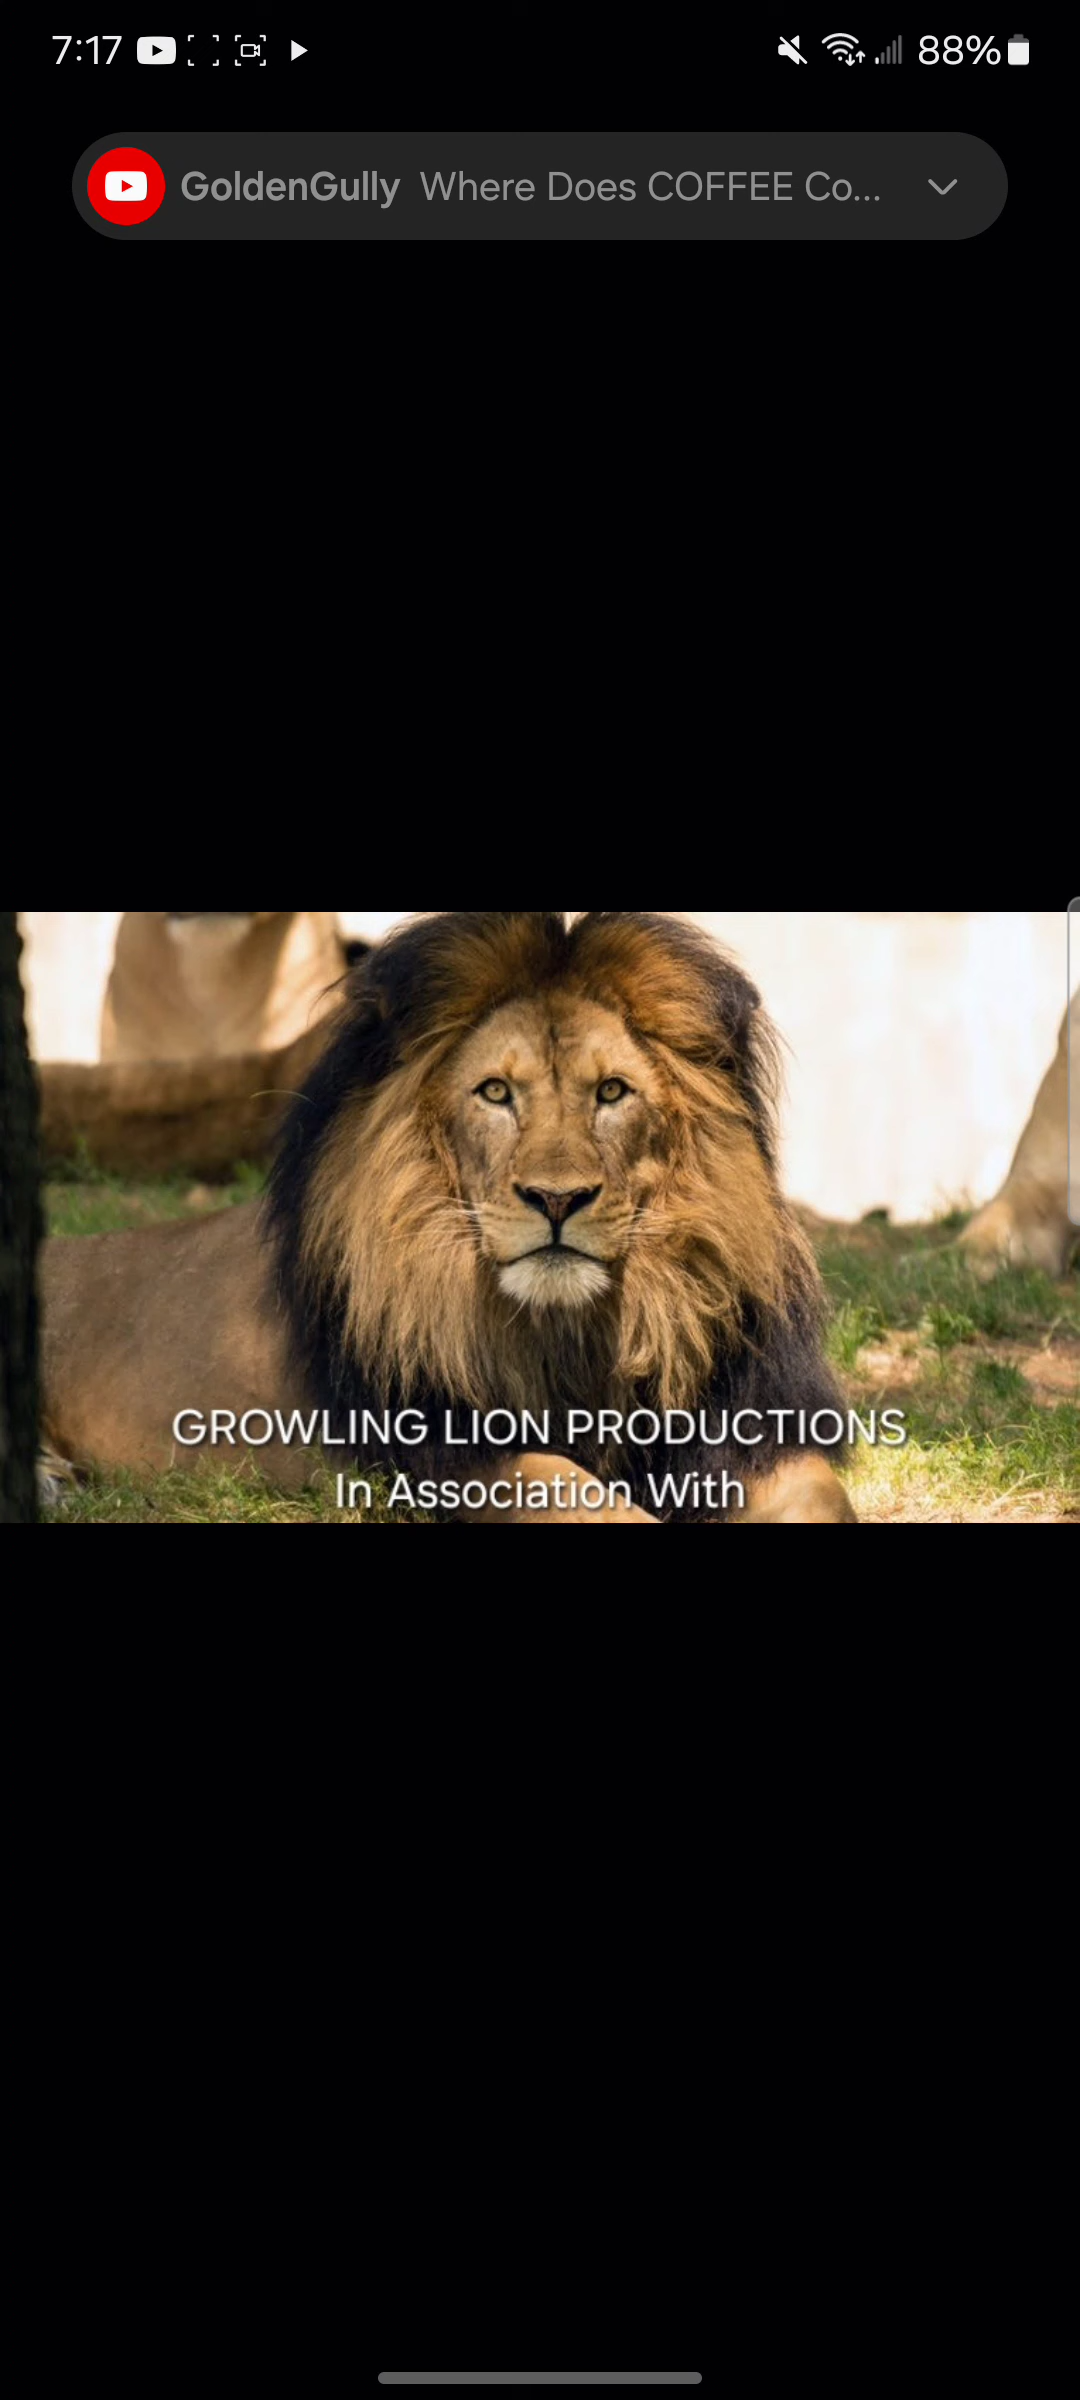 7:17 88%
GoldenGully Where Does COFFEE Co...
GROWLING LION PRODUCTIONS
In Association With